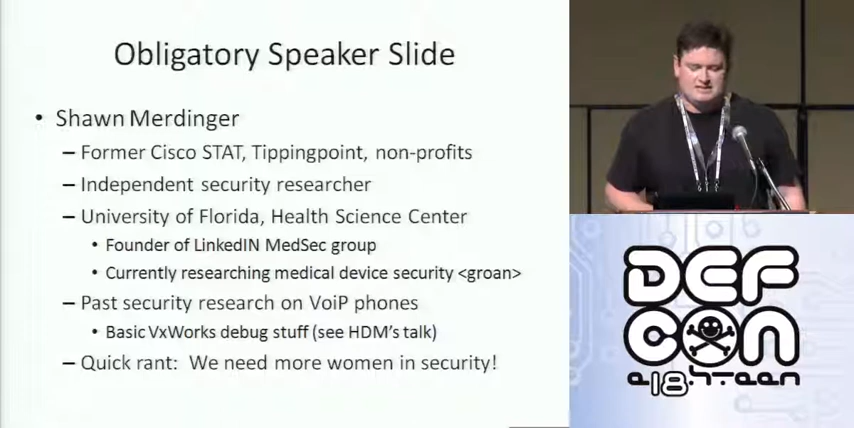 Obligatory Speaker Slide
• Shawn Merdinger
– Former Cisco STAT, Tippingpoint, non-profits
– Independent security researcher
– University of Florida, Health Science Center
• Founder of LinkedIN MedSec group
• Currently researching medical device security <groan>
– Past security research on VoiP phones
• Basic VxWorks debug stuff (see HDM's talk)
– Quick rant: We need more women in security!
DEF
CON
e18h-teen